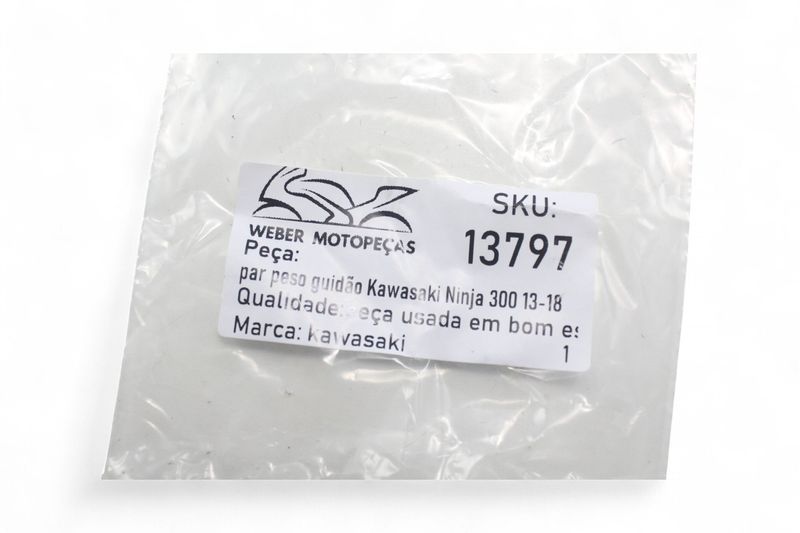 WEBER MOTOPEÇAS
SKU:
13797
Peça:
par peso guidão Kawasaki Ninja 300 13-18
Qualidade: peça usada em bom es
Marca: kawasaki
1